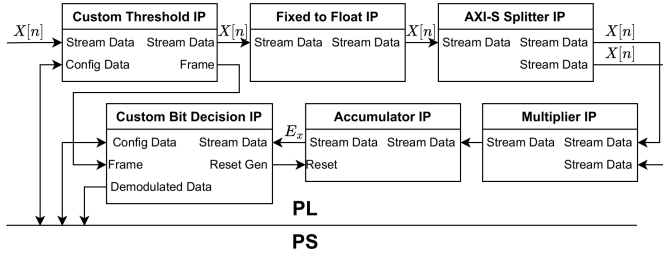 Custom Threshold IP Fixed to Float IP AXI-S Splitter IP
X[n] Stream Data Stream Data X[n] Stream Data Stream Data X[n] Stream Data Stream Data X[n]
Config Data Frame Stream Data X[n]
Custom Bit Decision IP Accumulator IP Multiplier IP
Config Data Stream Data E_x Stream Data Stream Data Stream Data
Frame Reset Gen Reset Stream Data
Demodulated Data
PL
PS